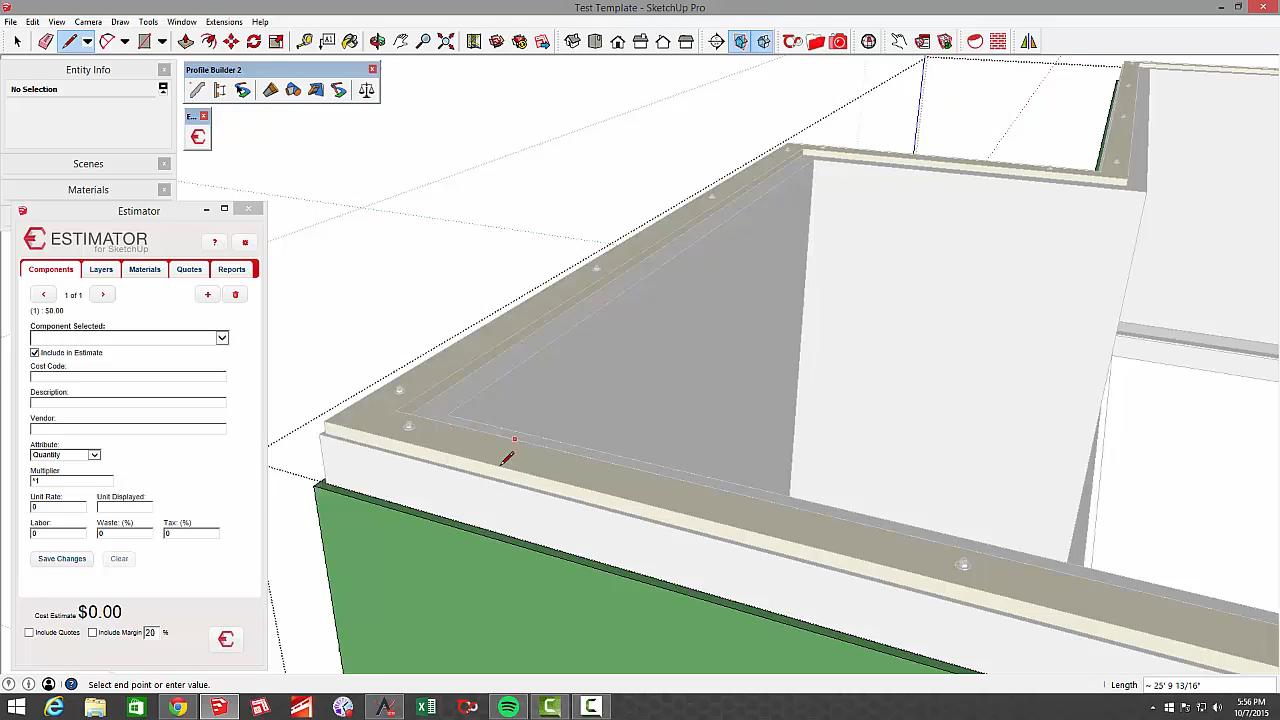 Test Template - SketchUp Pro
File Edit View Camera Draw Tools Window Extensions Help
Entity Info
No Selection
Scenes
Materials
Profile Builder 2
E...
Estimator
ESTIMATOR
for SketchUp
?
Components Layers Materials Quotes Reports
< 1 of 1 > +
(1) : $0.00
Component Selected:
Include in Estimate
Cost Code:
Description:
Vendor:
Attribute:
Quantity
Multiplier
*1
Unit Rate: Unit Displayed:
0
Labor: Waste: (%) Tax: (%)
0 0 0
Save Changes Clear
Cost Estimate $0.00
Include Quotes Include Margin 20 %
Select end point or enter value.
Length ~ 25' 9 13/16"
5:56 PM
10/7/2015